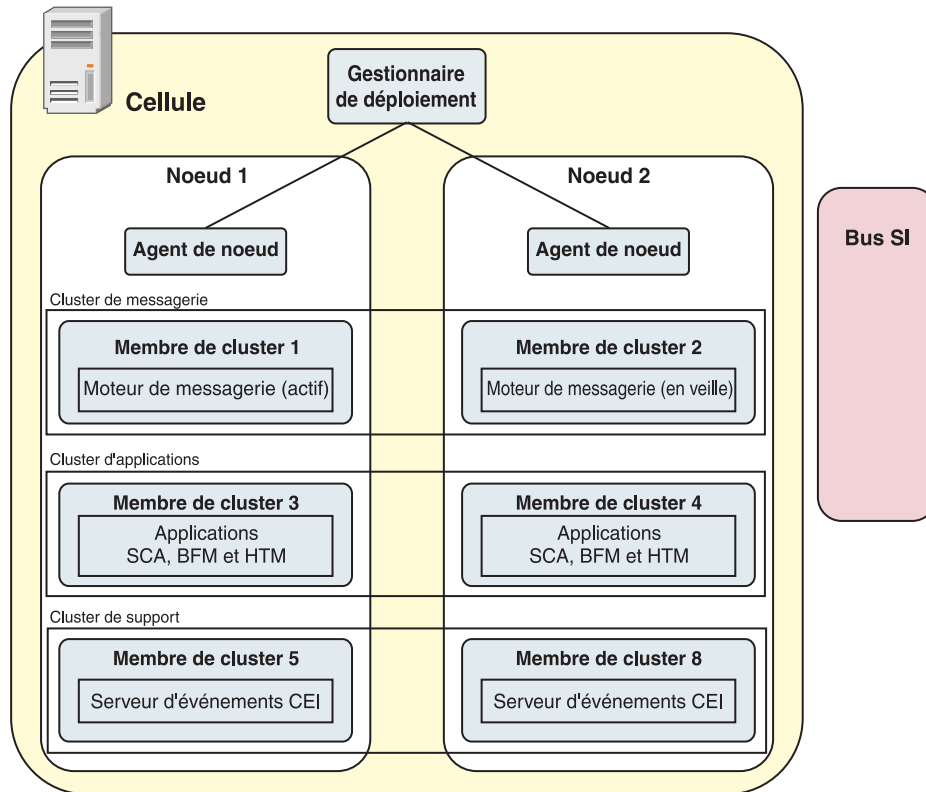 Cellule
Gestionnaire
de déploiement
Noeud 1
Noeud 2
Agent de noeud
Agent de noeud
Bus SI
Cluster de messagerie
Membre de cluster 1
Moteur de messagerie (actif)
Membre de cluster 2
Moteur de messagerie (en veille)
Cluster d'applications
Membre de cluster 3
Applications
SCA, BFM et HTM
Membre de cluster 4
Applications
SCA, BFM et HTM
Cluster de support
Membre de cluster 5
Serveur d'événements CEI
Membre de cluster 8
Serveur d'événements CEI